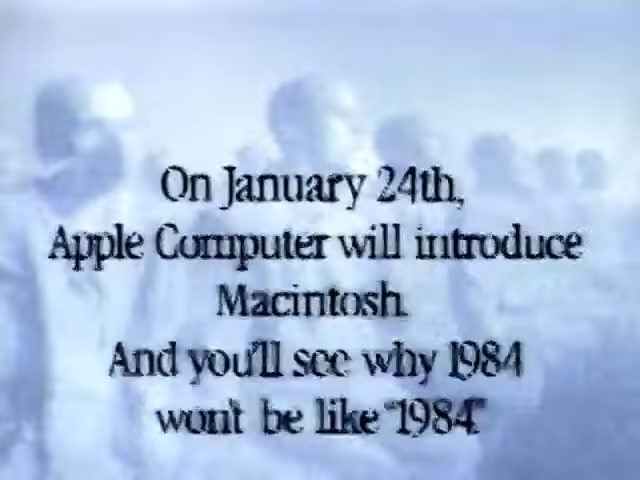 On January 24th,
Apple Computer will introduce
Macintosh.
And you'll see why 1984
won't be like "1984."